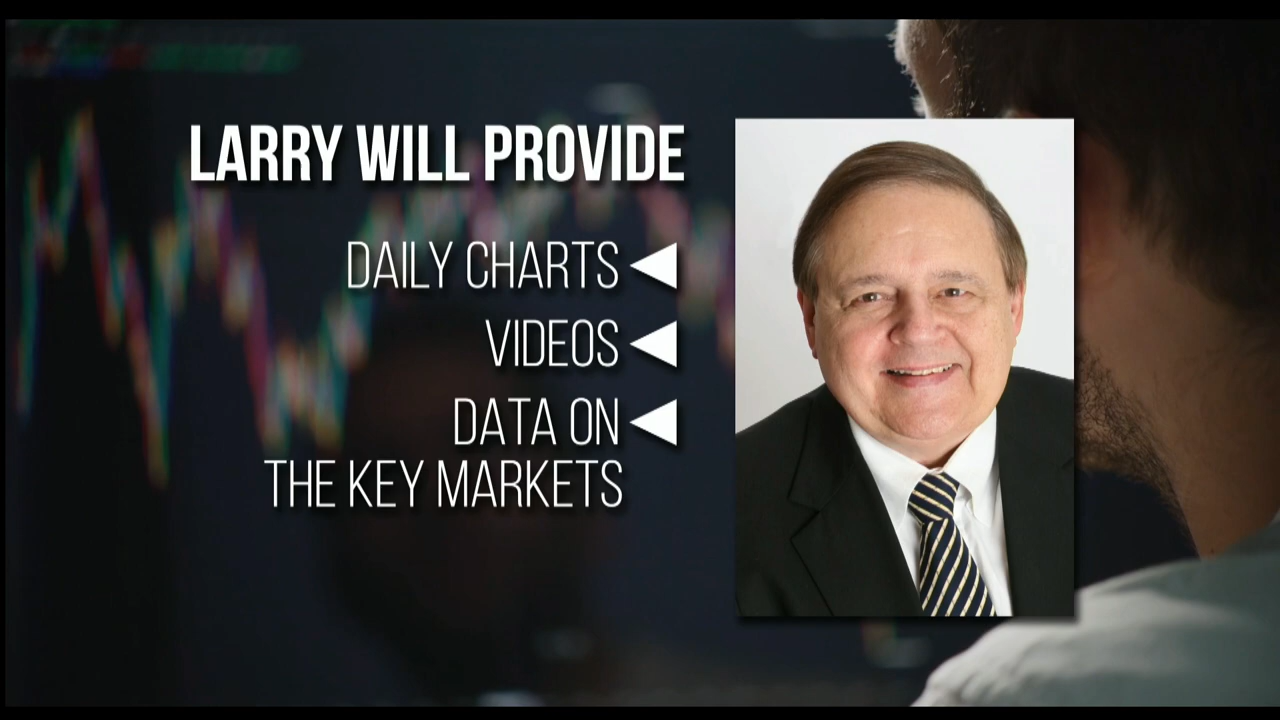 LARRY WILL PROVIDE
DAILY CHARTS
VIDEOS
DATA ON
THE KEY MARKETS